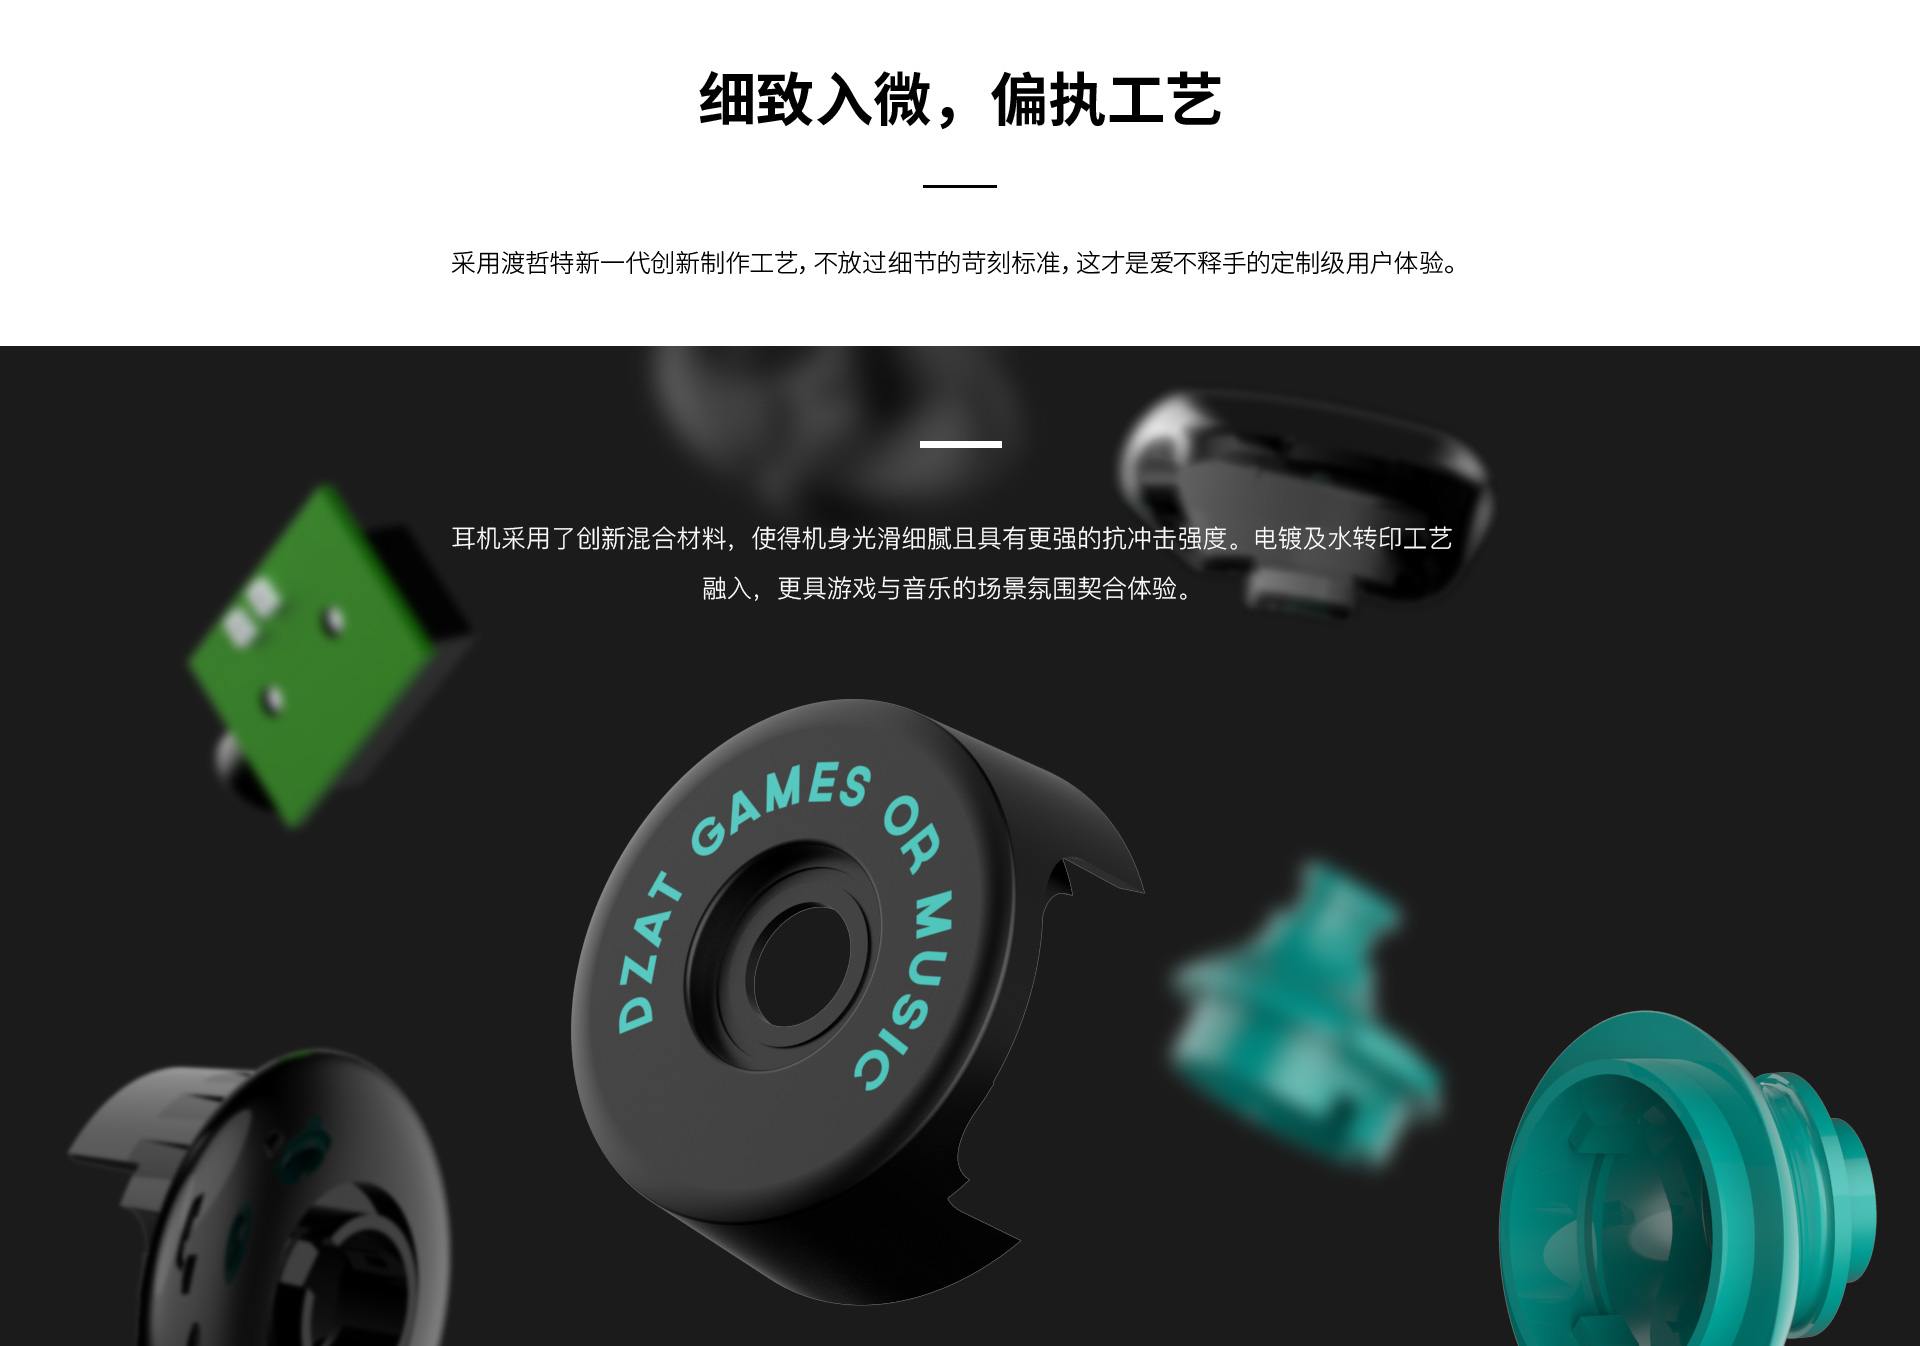 细致入微，偏执工艺
采用渡哲特新一代创新制作工艺，不放过细节的苛刻标准，这才是爱不释手的定制级用户体验。
耳机采用了创新混合材料，使得机身光滑细腻且具有更强的抗冲击强度。电镀及水转印工艺
融入，更具游戏与音乐的场景氛围契合体验。
DZAT GAMES OR MUSIC